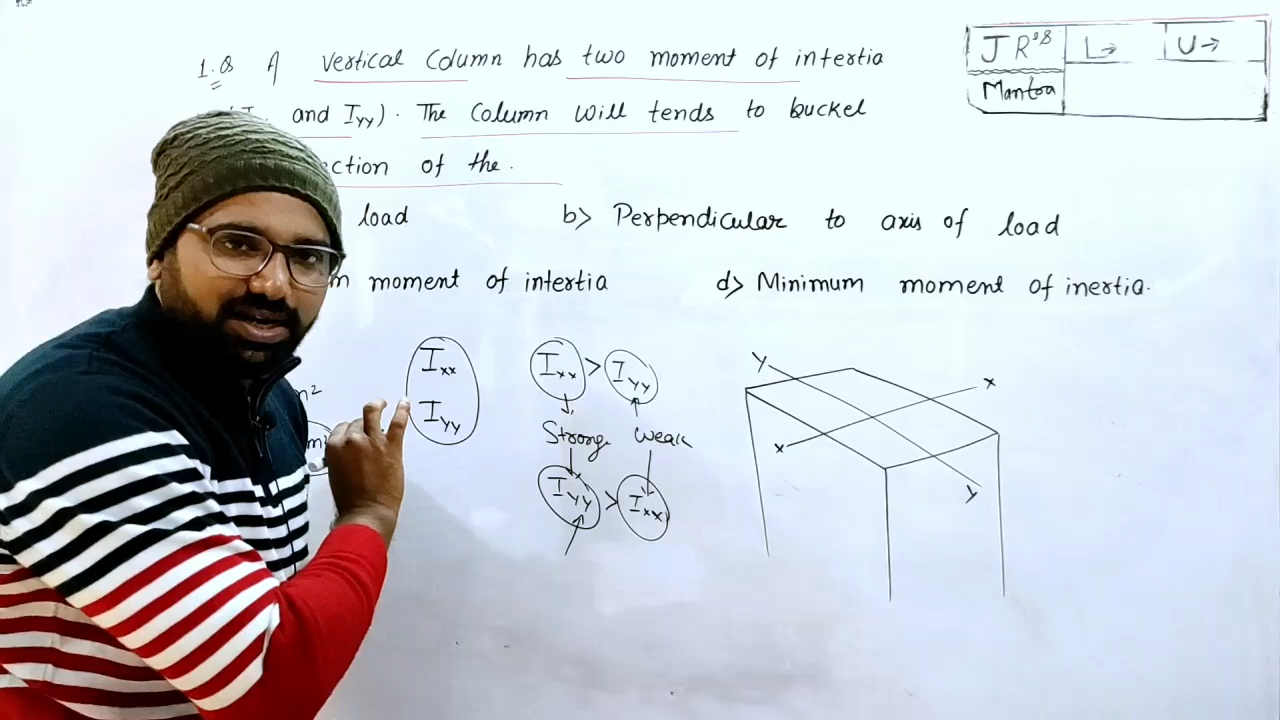 1.Q A vertical column has two moment of intertia
and Iyy). The Column will tends to buckel
ction of the.
load b> Perpendicular to axis of load
m moment of intertia d> Minimum moment of inertia.
JR's L→ U→
Mantra
Ixx
Iyy
Ixx > Iyy
Strong weak
Iyy > Ixx
y x
x y